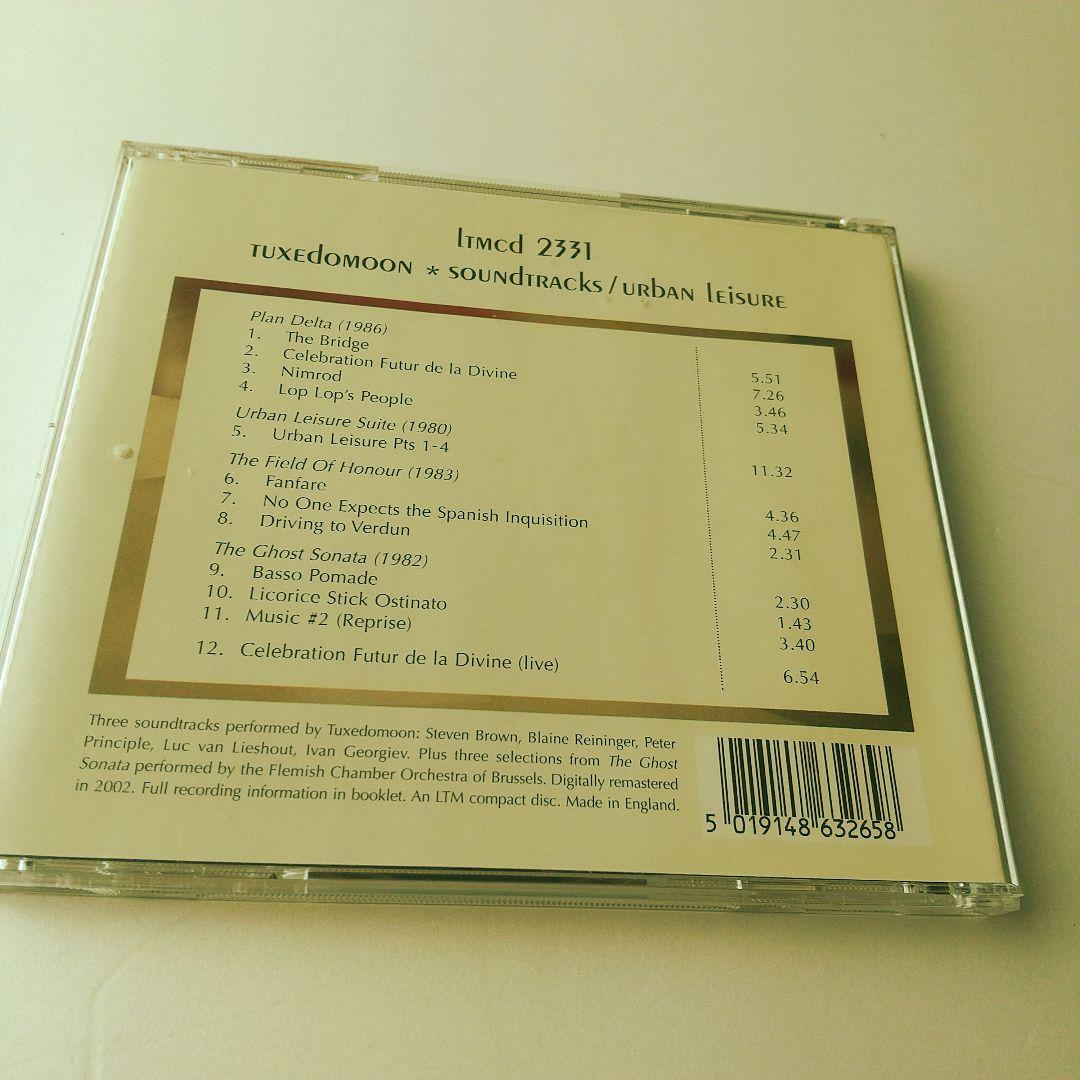 LTMCD 2331
TUXEDOMOON * SOUNDTRACKS / URBAN LEISURE
Plan Delta (1986)
1. The Bridge 5.51
2. Celebration Futur de la Divine 7.26
3. Nimrod 3.46
4. Lop Lop's People 5.34
Urban Leisure Suite (1980)
5. Urban Leisure Pts 1-4 11.32
The Field Of Honour (1983)
6. Fanfare 4.36
7. No One Expects the Spanish Inquisition 4.47
8. Driving to Verdun 2.31
The Ghost Sonata (1982)
9. Basso Pomade 2.30
10. Licorice Stick Ostinato 1.43
11. Music #2 (Reprise) 3.40
12. Celebration Futur de la Divine (live) 6.54
Three soundtracks performed by Tuxedomoon: Steven Brown, Blaine Reininger, Peter
Principle, Luc van Lieshout, Ivan Georgiev. Plus three selections from The Ghost
Sonata performed by the Flemish Chamber Orchestra of Brussels. Digitally remastered
in 2002. Full recording information in booklet. An LTM compact disc. Made in England.
5 019148 632658